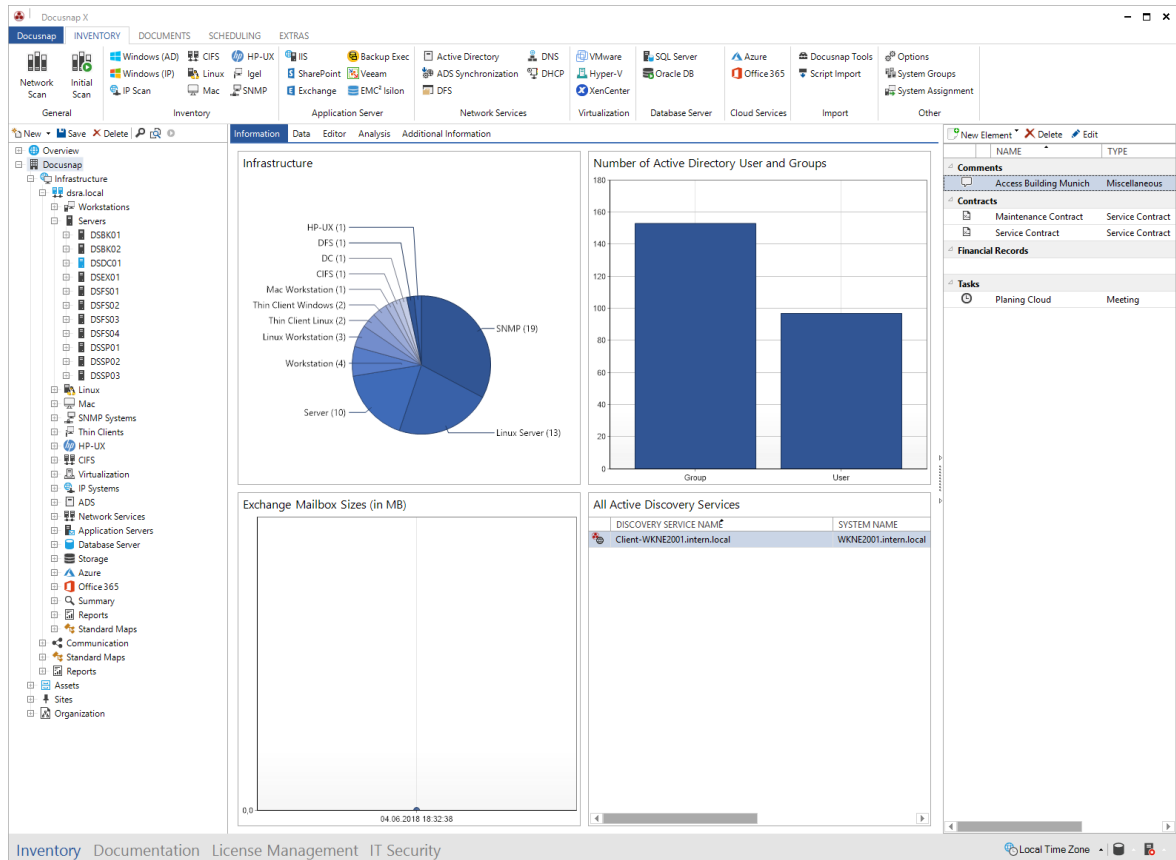 Docusnap X
Docusnap INVENTORY DOCUMENTS SCHEDULING EXTRAS
Network Scan
Initial Scan
General
Windows (AD) CIFS HP-UX
Windows (IP) Linux Igel
IP Scan Mac SNMP
Inventory
IIS Backup Exec
SharePoint Veeam
Exchange EMC² Isilon
Application Server
Active Directory DNS
ADS Synchronization DHCP
DFS
Network Services
VMware
Hyper-V
XenCenter
Virtualization
SQL Server
Oracle DB
Database Server
Azure
Office 365
Cloud Services
Docusnap Tools
Script Import
Import
Options
System Groups
System Assignment
Other
New Save Delete
Overview
Docusnap
Infrastructure
dsra.local
Workstations
Servers
DSBK01
DSBK02
DSDC01
DSEX01
DSFS01
DSFS02
DSFS03
DSFS04
DSSP01
DSSP02
DSSP03
Linux
Mac
SNMP Systems
Thin Clients
HP-UX
CIFS
Virtualization
IP Systems
ADS
Network Services
Application Servers
Database Server
Storage
Azure
Office 365
Summary
Reports
Standard Maps
Communication
Standard Maps
Reports
Assets
Sites
Organization
Information Data Editor Analysis Additional Information
Infrastructure
HP-UX (1)
DFS (1)
DC (1)
CIFS (1)
Mac Workstation (1)
Thin Client Windows (2)
Thin Client Linux (2)
Linux Workstation (3)
Workstation (4)
Server (10)
SNMP (19)
Linux Server (13)
Number of Active Directory User and Groups
180
160
140
120
100
80
60
40
20
0
Group User
Exchange Mailbox Sizes (in MB)
0,0
04.06.2018 18:32:38
All Active Discovery Services
DISCOVERY SERVICE NAME SYSTEM NAME
Client-WKNE2001.intern.local WKNE2001.intern.local
New Element Delete Edit
NAME TYPE
Comments
Access Building Munich Miscellaneous
Contracts
Maintenance Contract Service Contract
Service Contract Service Contract
Financial Records
Tasks
Planing Cloud Meeting
Inventory Documentation License Management IT Security
Local Time Zone